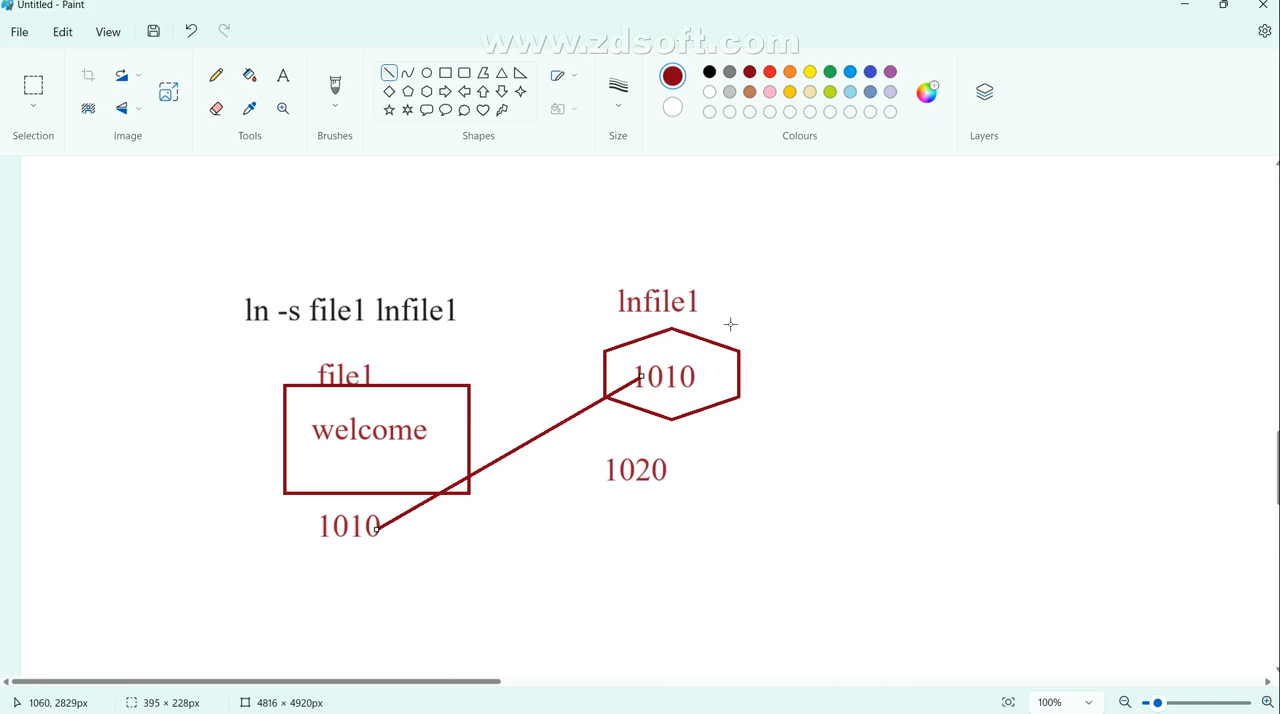 Untitled - Paint
File Edit View
www.zdsoft.com
Selection Image Tools Brushes Shapes Size Colours Layers
ln -s file1 lnfile1
lnfile1
file1
1010
welcome
1020
1010
1060, 2829px 395 × 228px 4816 × 4920px 100%